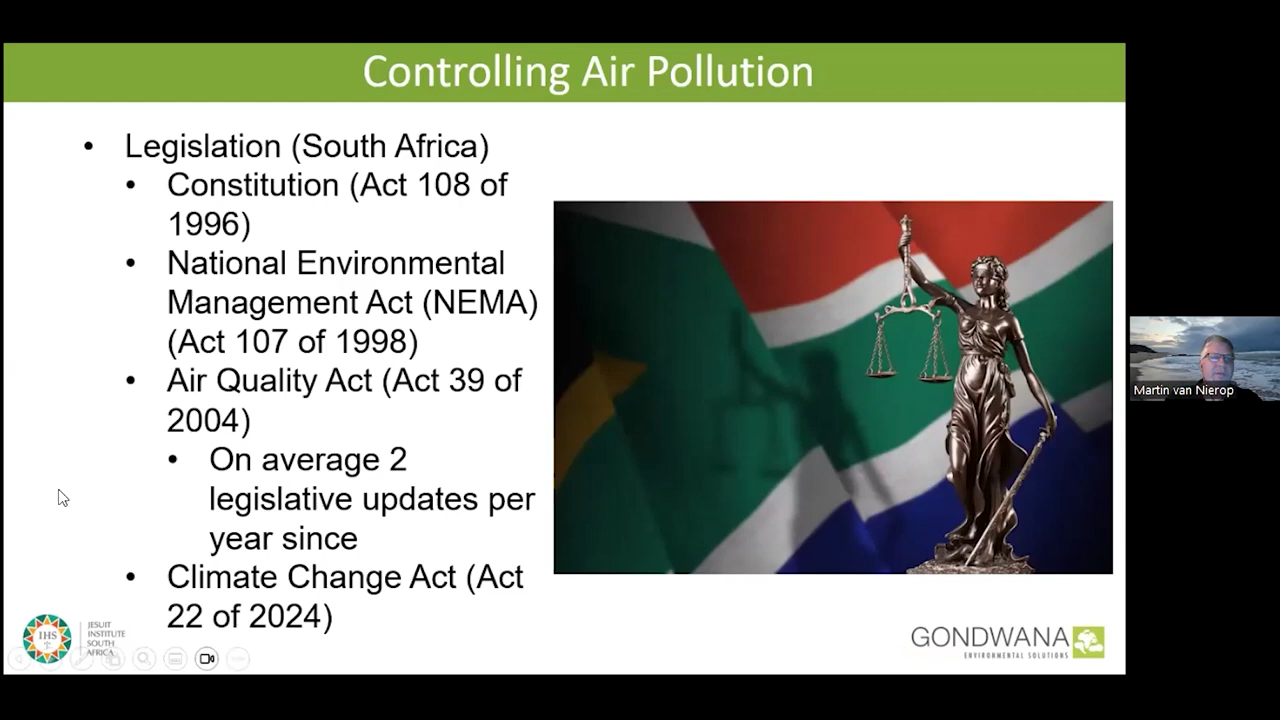 Controlling Air Pollution
• Legislation (South Africa)
• Constitution (Act 108 of
1996)
• National Environmental
Management Act (NEMA)
(Act 107 of 1998)
• Air Quality Act (Act 39 of
2004)
• On average 2
legislative updates per
year since
• Climate Change Act (Act
22 of 2024)
IHS
JESUIT
INSTITUTE
SOUTH
AFRICA
GONDWANA
ENVIRONMENTAL SOLUTIONS
Martin van Nierop